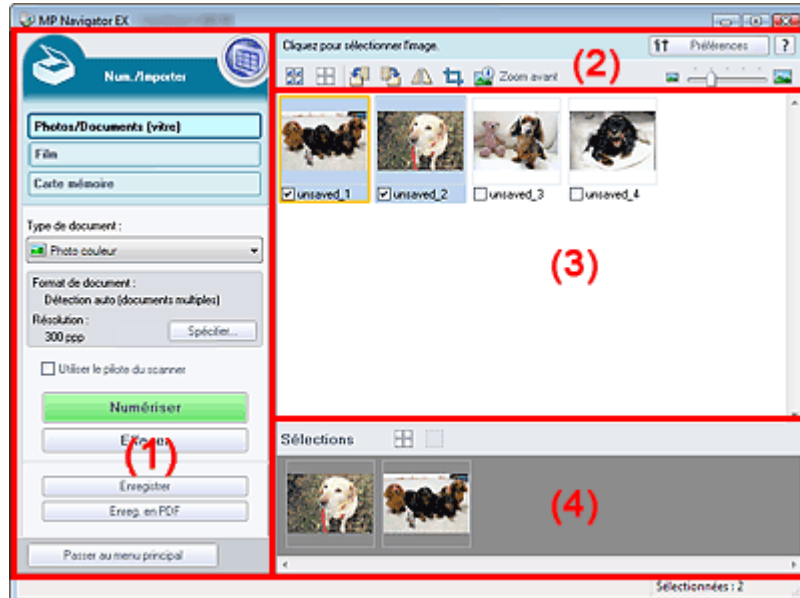 MP Navigator EX
Num./Importer
Photos/Documents (vitre)
Film
Carte mémoire
Type de document :
Photo couleur
Format de document :
Détection auto (documents multiples)
Résolution :
300 ppp
Spécifier...
Utiliser le pilote du scanner
Numériser
(1)
Enregistrer
Enreg. en PDF
Passer au menu principal
Cliquez pour sélectionner l'image.
Préférences
?
Zoom avant
(2)
unsaved_1
unsaved_2
unsaved_3
unsaved_4
(3)
Sélections
(4)
Sélectionnées : 2